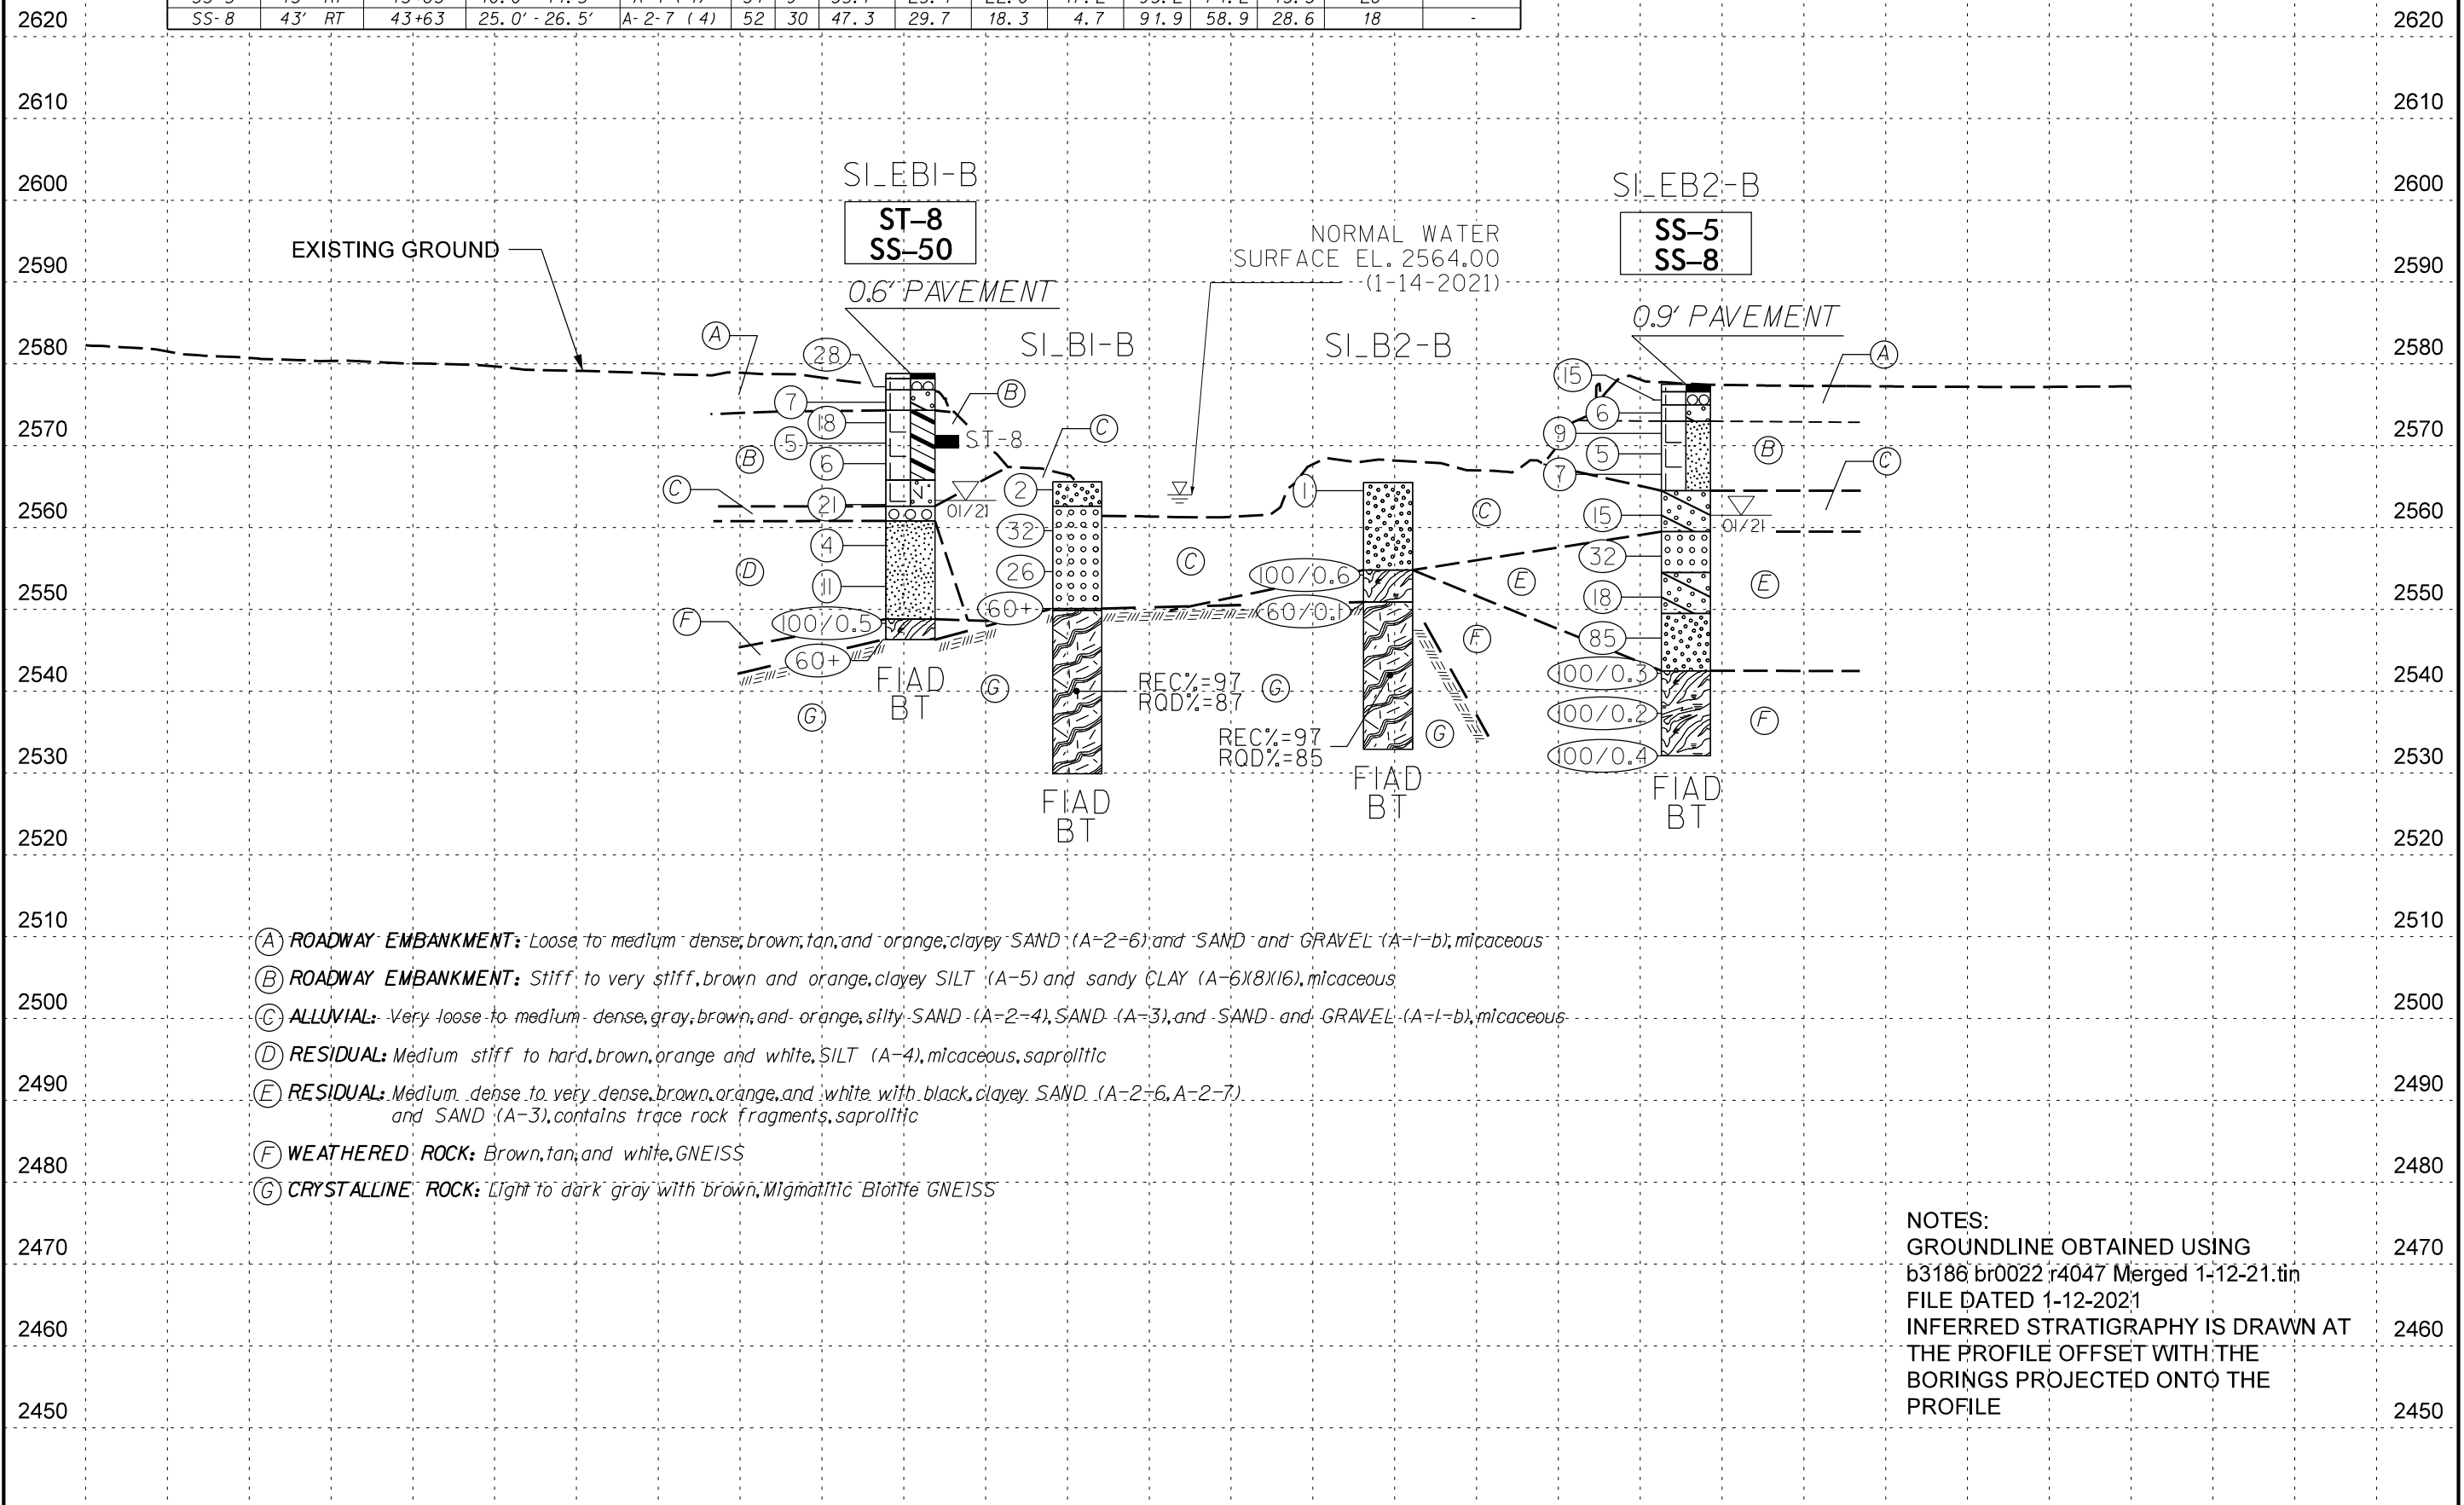 SS-8 43' RT 43+63 25.0' - 26.5' A-2-7 (4) 52 30 47.3 29.7 18.3 4.7 91.9 58.9 28.6 18 -
2620 2620
2610 2610
2600 2600
2590 2590
2580 2580
2570 2570
2560 2560
2550 2550
2540 2540
2530 2530
2520 2520
2510 2510
2500 2500
2490 2490
2480 2480
2470 2470
2460 2460
2450 2450
EXISTING GROUND
SI_EB1-B
ST-8
SS-50
0.6' PAVEMENT
A
28
7
18
5
6
21
4
11
100/0.5
60+
B
C
D
F
G
B
ST-8
01/21
FIAD
BT
SI_B1-B
C
2
32
26
60+
G
REC%=97
RQD%=87
FIAD
BT
NORMAL WATER
SURFACE EL. 2564.00
(1-14-2021)
C
G
SI_B2-B
1
100/0.6
60/0.1
REC%=97
RQD%=85
FIAD
BT
C
E
F
G
SI_EB2-B
SS-5
SS-8
0.9' PAVEMENT
A
15
6
9
5
7
15
32
18
85
100/0.3
100/0.2
100/0.4
B
C
01/21
E
F
FIAD
BT
A ROADWAY EMBANKMENT: Loose to medium dense, brown, tan, and orange, clayey SAND (A-2-6) and SAND and GRAVEL (A-1-b), micaceous
B ROADWAY EMBANKMENT: Stiff to very stiff, brown and orange, clayey SILT (A-5) and sandy CLAY (A-6)(8)(16), micaceous
C ALLUVIAL: Very loose to medium dense, gray, brown, and orange, silty SAND (A-2-4), SAND (A-3), and SAND and GRAVEL (A-1-b), micaceous
D RESIDUAL: Medium stiff to hard, brown, orange and white, SILT (A-4), micaceous, saprolitic
E RESIDUAL: Medium dense to very dense, brown, orange, and white with black, clayey SAND (A-2-6, A-2-7)
and SAND (A-3), contains trace rock fragments, saprolitic
F WEATHERED ROCK: Brown, tan, and white, GNEISS
G CRYSTALLINE ROCK: Light to dark gray with brown, Migmatitic Biotite GNEISS
NOTES:
GROUNDLINE OBTAINED USING
b3186 br0022 r4047 Merged 1-12-21.tin
FILE DATED 1-12-2021
INFERRED STRATIGRAPHY IS DRAWN AT
THE PROFILE OFFSET WITH THE
BORINGS PROJECTED ONTO THE
PROFILE